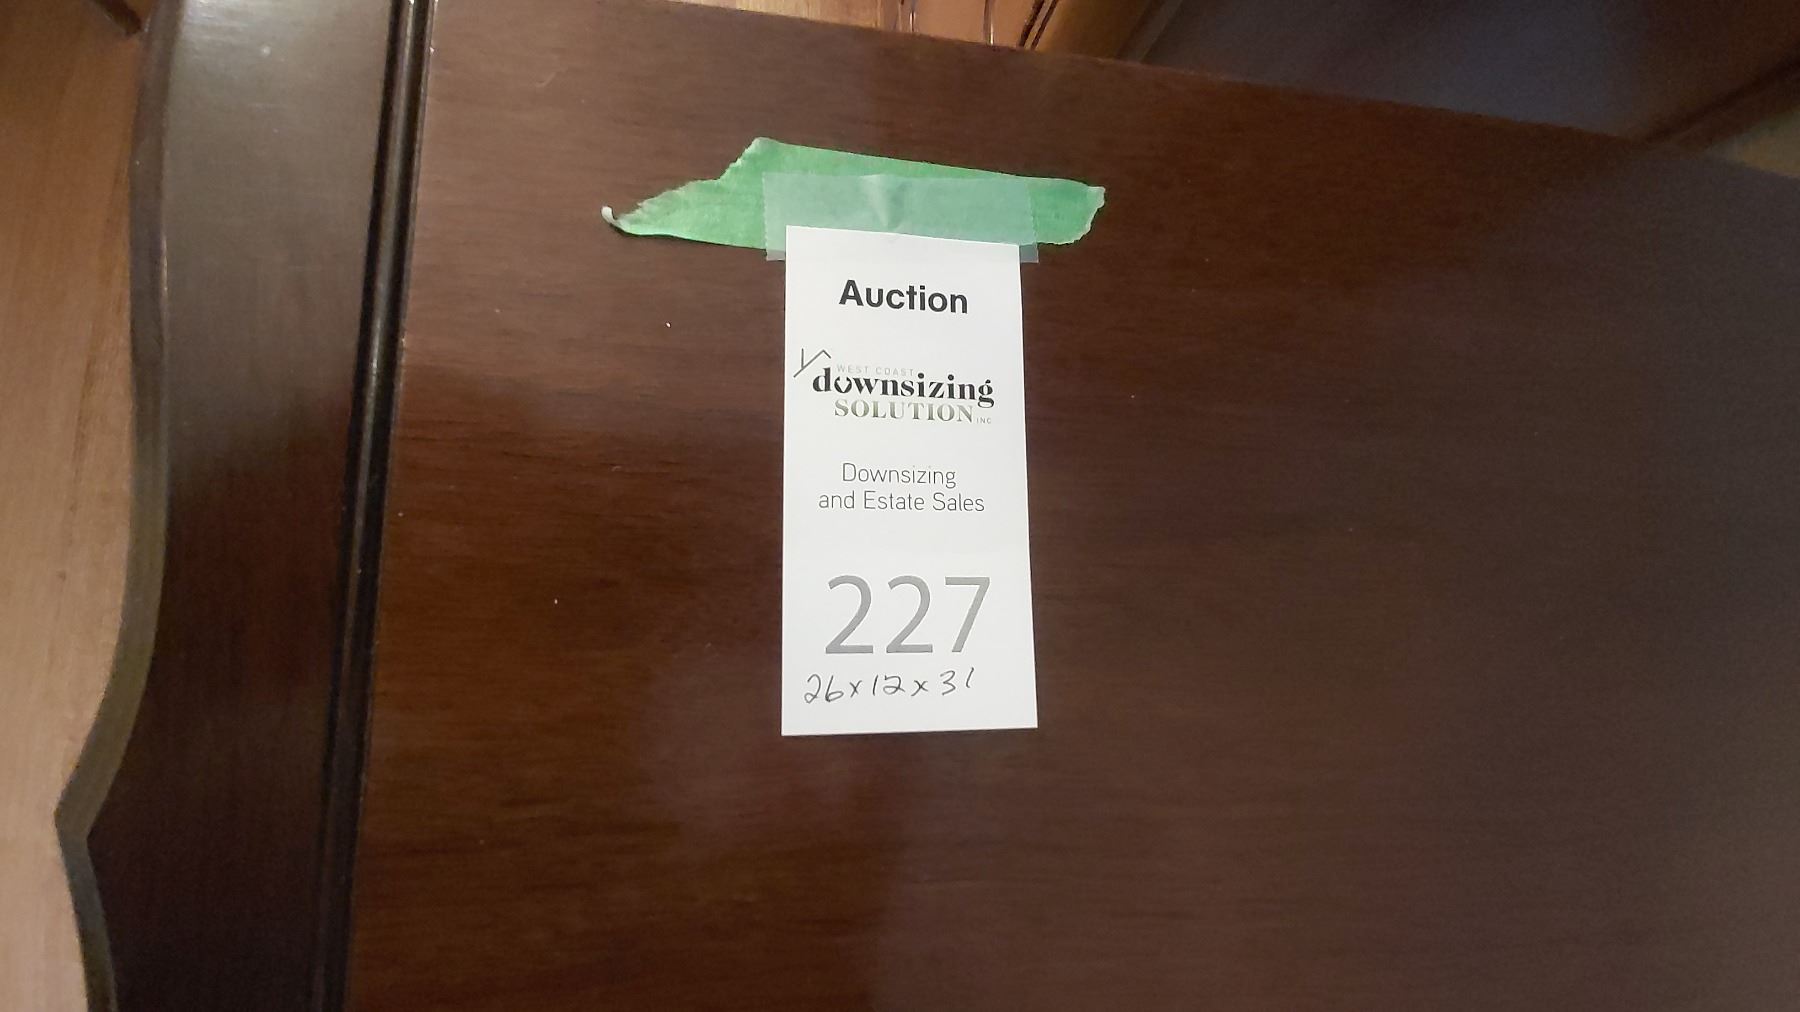 Auction
WEST COAST
downsizing
SOLUTION INC
Downsizing
and Estate Sales
227
26x12x31